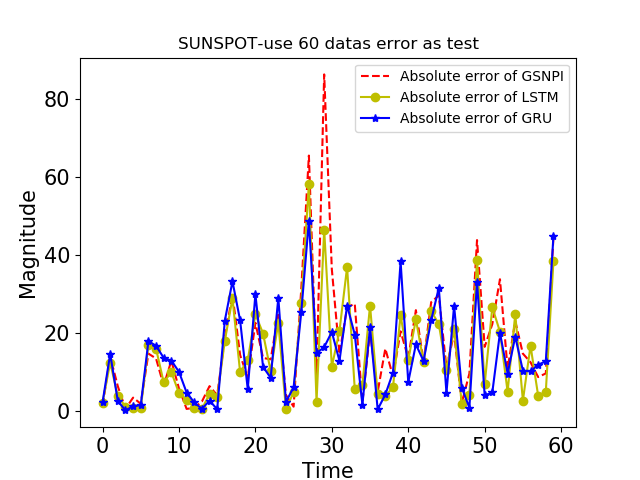 SUNSPOT-use 60 datas error as test
Absolute error of GSNPI
Absolute error of LSTM
Absolute error of GRU
Magnitude
80
60
40
20
0
0 10 20 30 40 50 60
Time